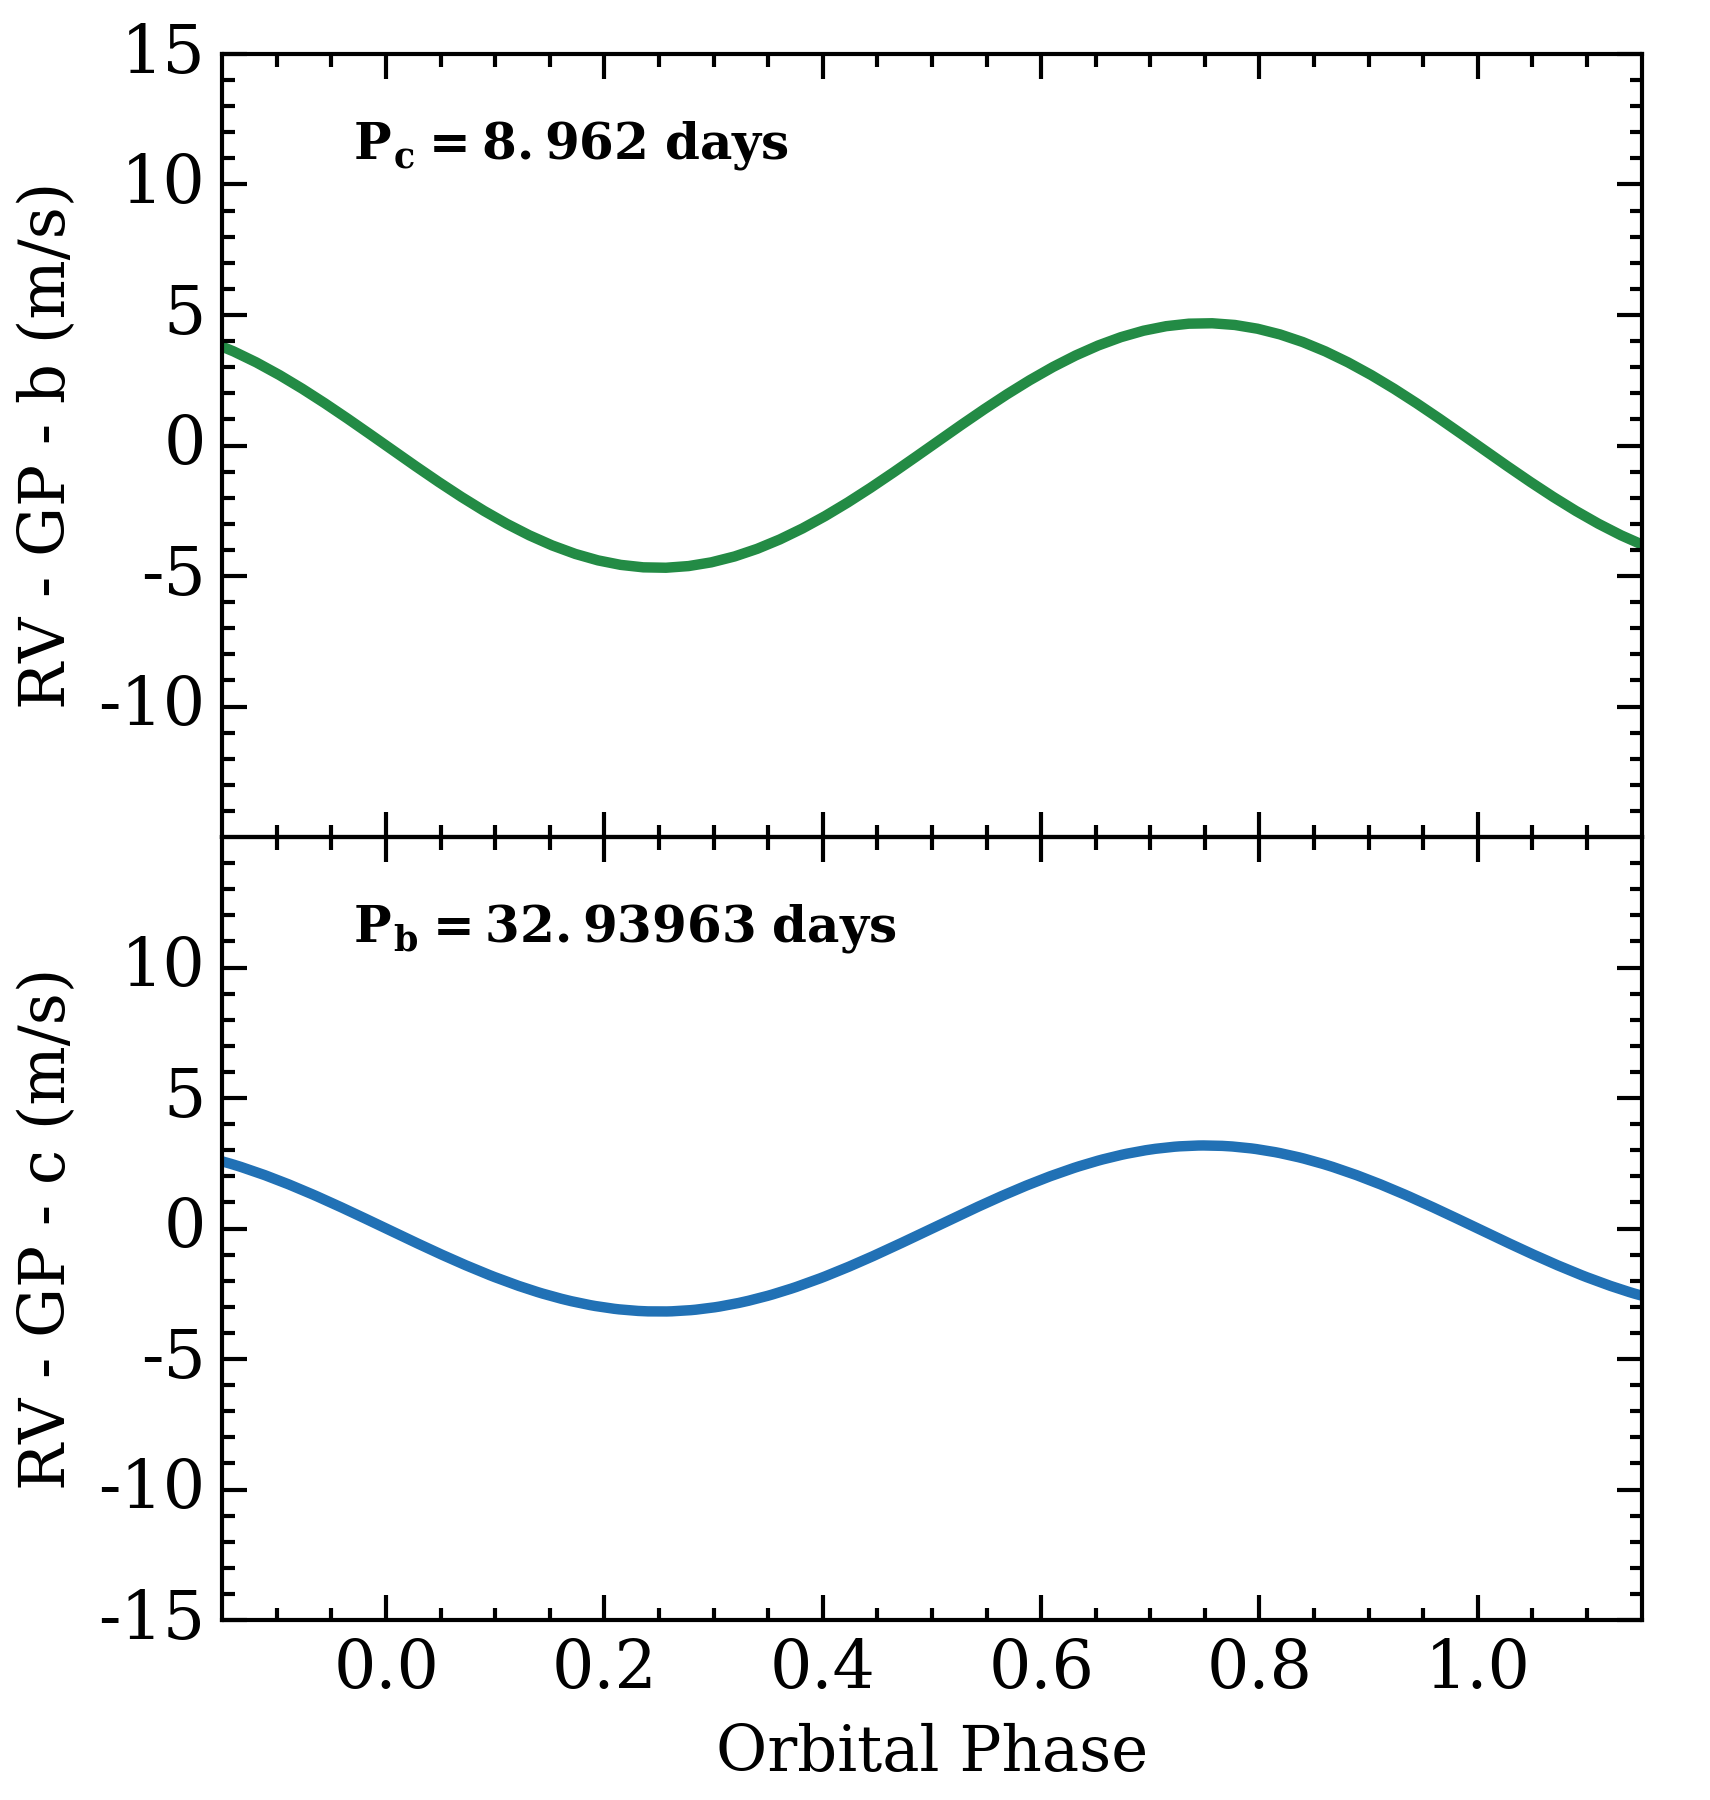 15
10
5
0
-5
-10
RV - GP - b (m/s)
P_c = 8.962 days
10
5
0
-5
-10
-15
RV - GP - c (m/s)
P_b = 32.93963 days
0.0 0.2 0.4 0.6 0.8 1.0
Orbital Phase